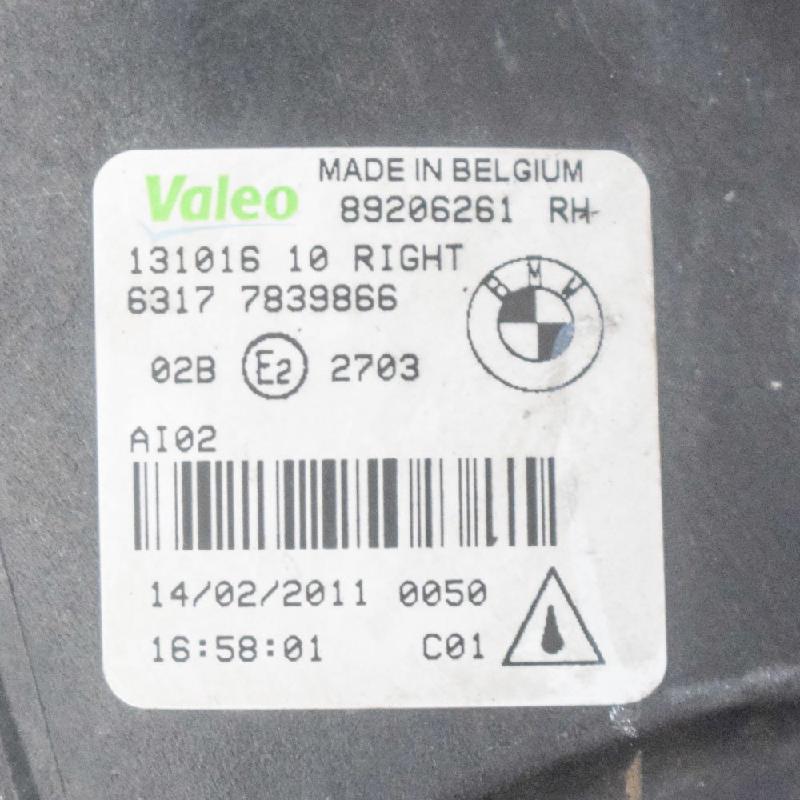 Valeo MADE IN BELGIUM
89206261 RH
131016 10 RIGHT
BMW
6317 7839866
02B E2 2703
AI02
14/02/2011 0050
16:58:01 C01